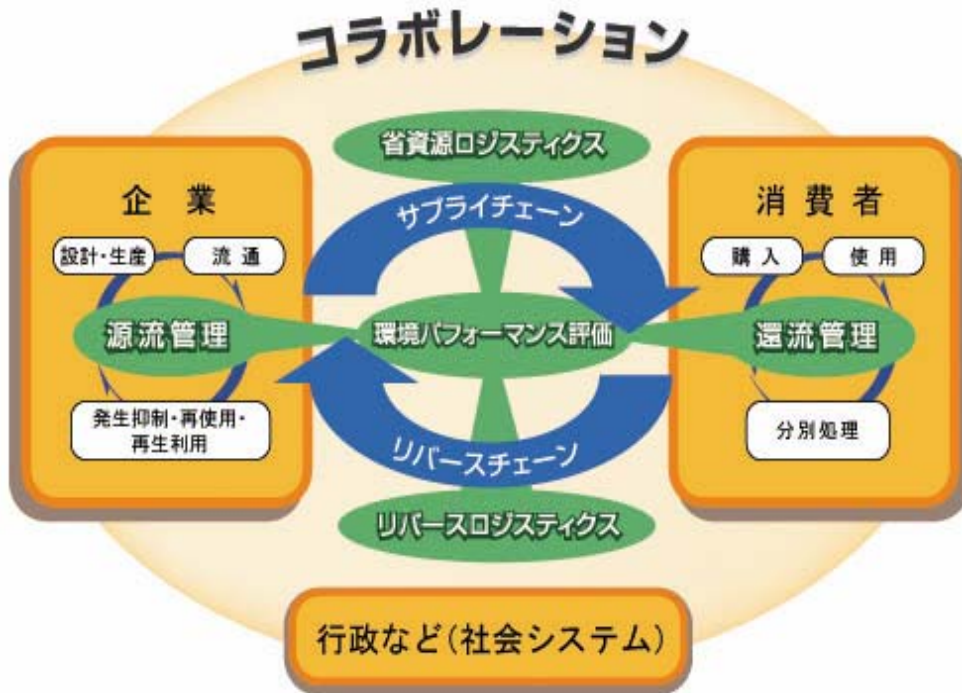 コラボレーション
省資源ロジスティクス
サプライチェーン
企業
設計・生産
流通
源流管理
発生抑制・再使用・
再生利用
環境パフォーマンス評価
消費者
購入
使用
還流管理
分別処理
リバースチェーン
リバースロジスティクス
行政など(社会システム)